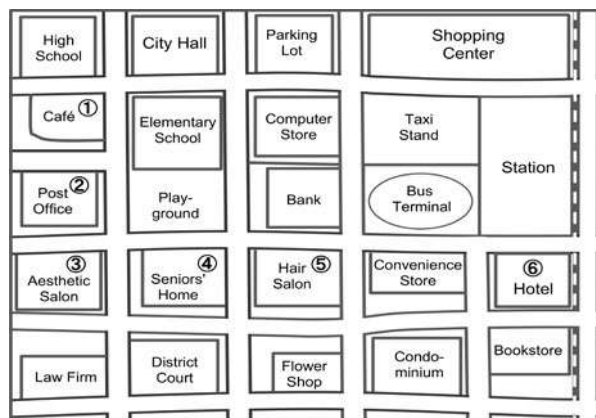 High
School
City Hall
Parking
Lot
Shopping
Center
Café ①
Elementary
School
Computer
Store
Taxi
Stand
Station
Post ②
Office
Play-
ground
Bank
Bus
Terminal
③
Aesthetic
Salon
④
Seniors'
Home
Hair ⑤
Salon
Convenience
Store
⑥
Hotel
Law Firm
District
Court
Flower
Shop
Condo-
minium
Bookstore